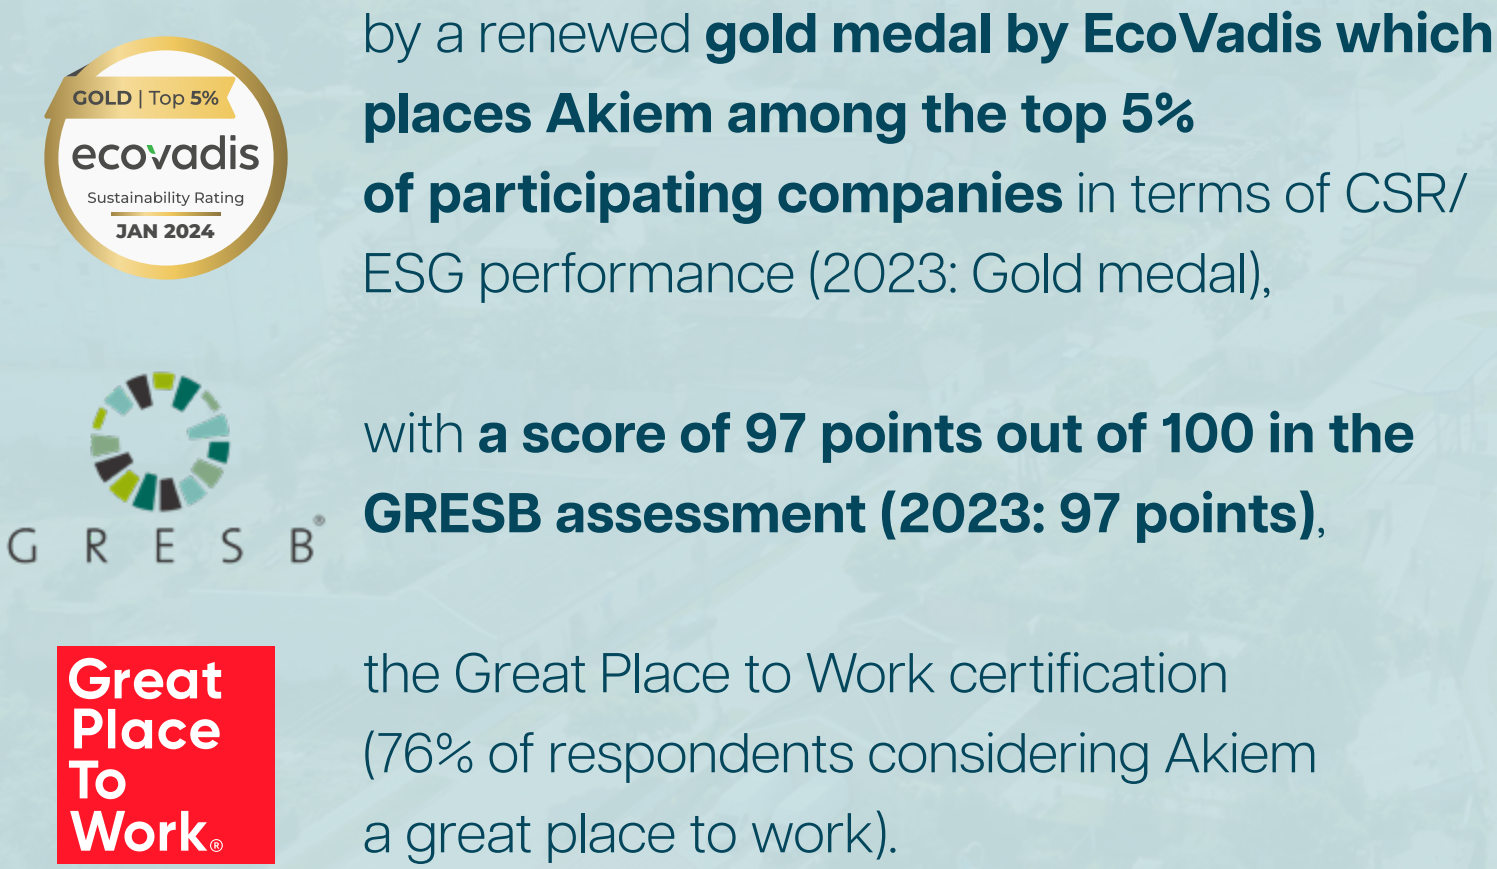 by a renewed gold medal by EcoVadis which
places Akiem among the top 5%
of participating companies in terms of CSR/
ESG performance (2023: Gold medal),
GOLD | Top 5%
ecovadis
Sustainability Rating
JAN 2024
with a score of 97 points out of 100 in the
GRESB assessment (2023: 97 points),
GRESB®
the Great Place to Work certification
(76% of respondents considering Akiem
a great place to work).
Great
Place
To
Work®